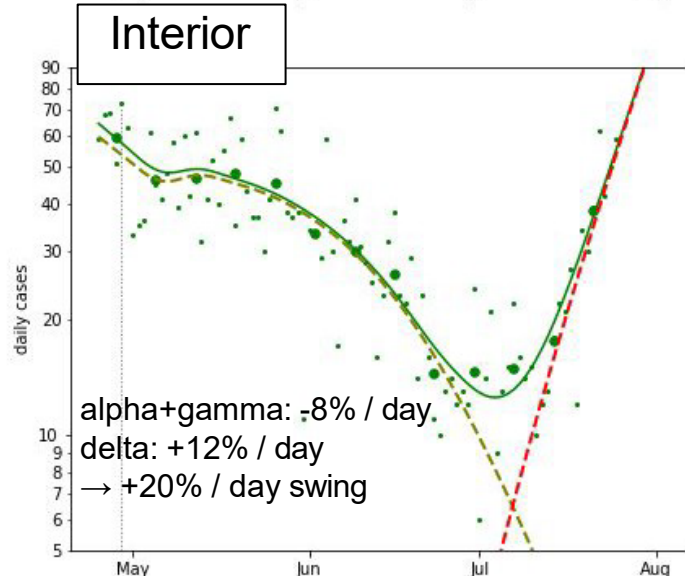 Interior
90
80
70
60
50
40
30
20
10
9
8
7
6
5
daily cases
alpha+gamma: -8% / day
delta: +12% / day
→ +20% / day swing
May
Jun
Jul
Aug